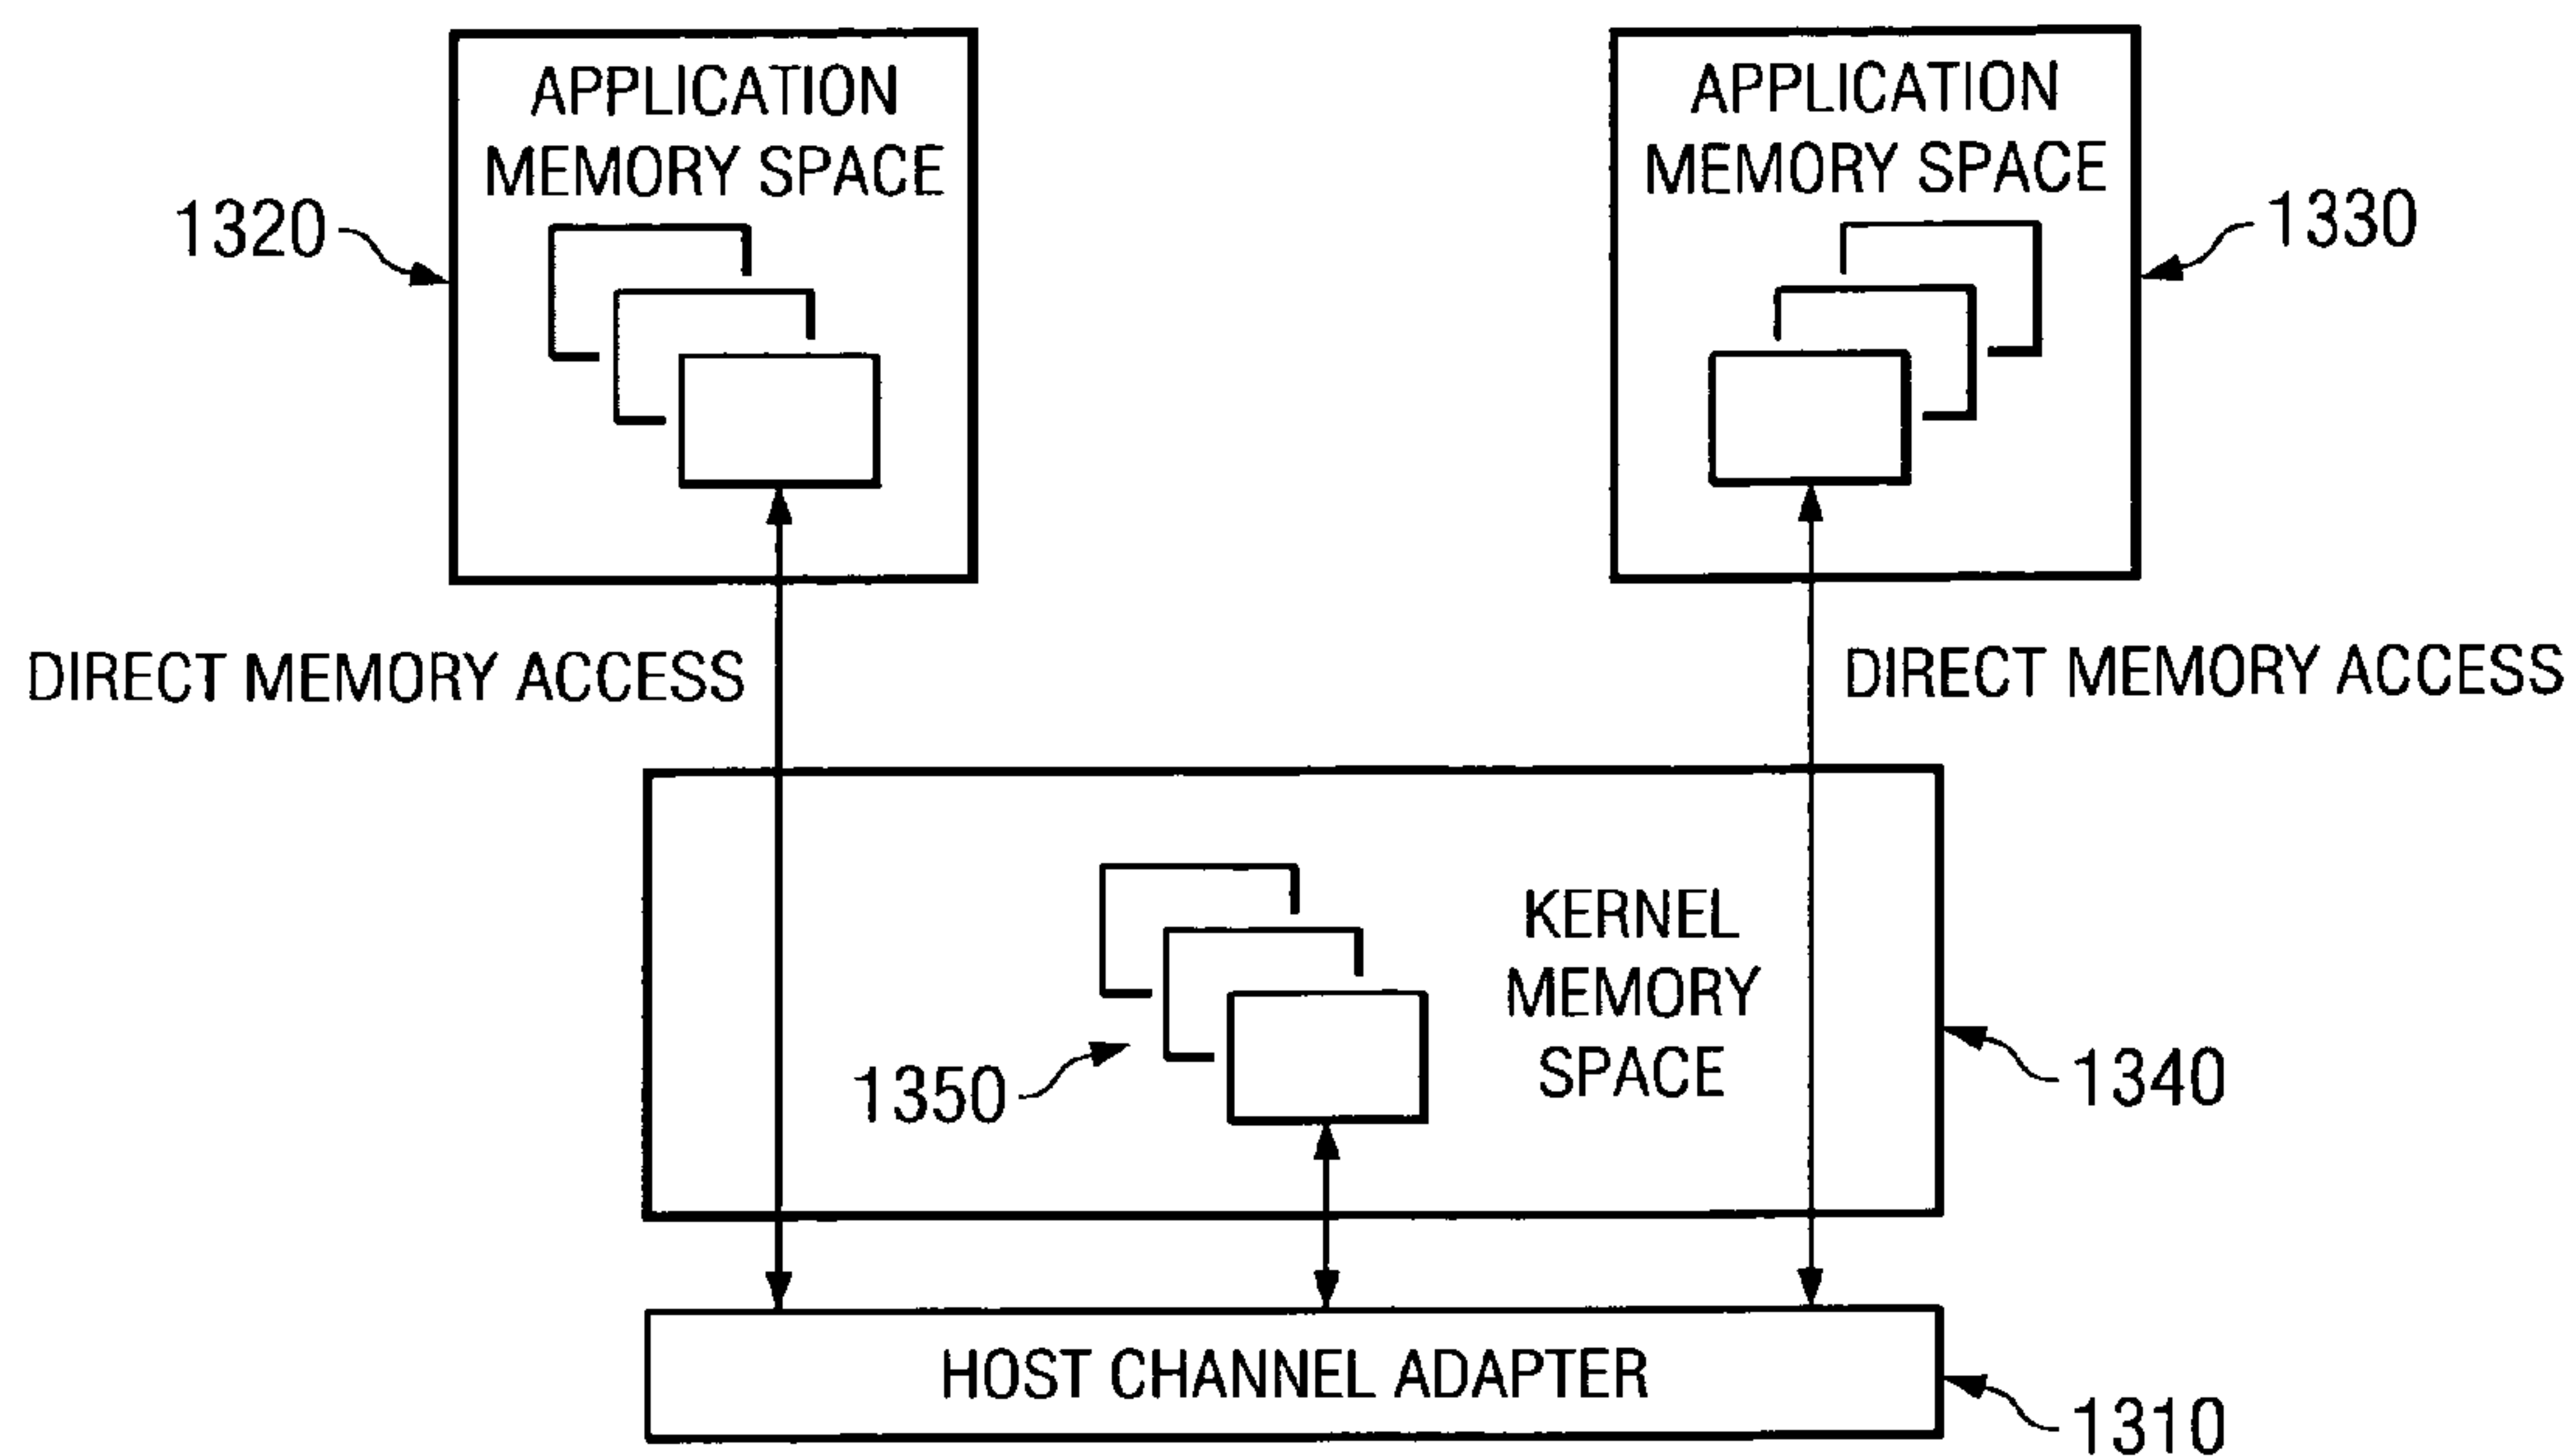 APPLICATION
MEMORY SPACE
1320
APPLICATION
MEMORY SPACE
1330
DIRECT MEMORY ACCESS
DIRECT MEMORY ACCESS
KERNEL
MEMORY
SPACE
1350
1340
HOST CHANNEL ADAPTER
1310